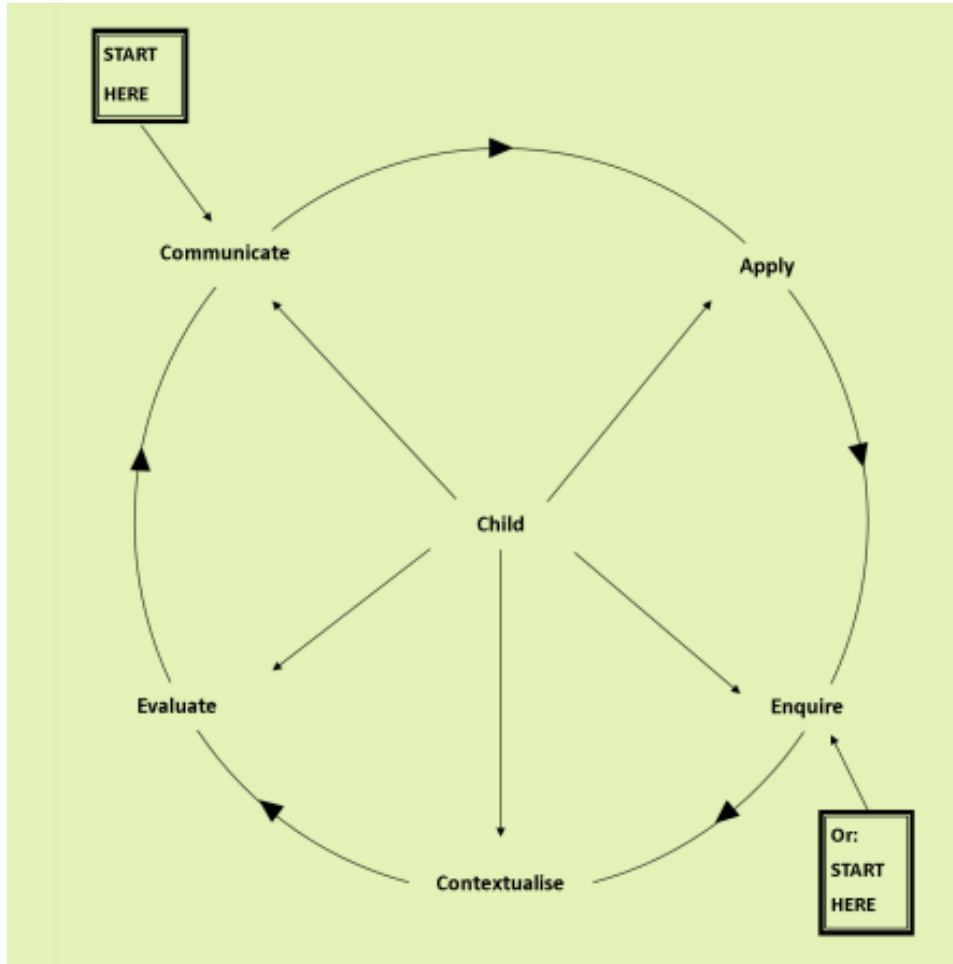 START
HERE
Communicate
Apply
Child
Evaluate
Enquire
Contextualise
Or:
START
HERE